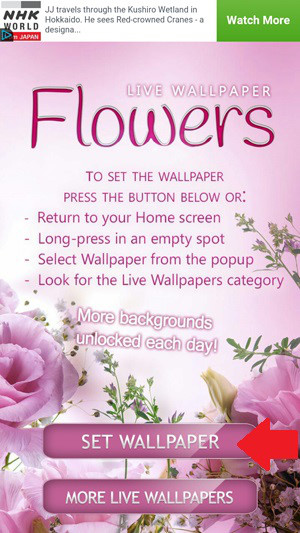 NHK
WORLD
JAPAN
JJ travels through the Kushiro Wetland in
Hokkaido. He sees Red-crowned Cranes - a
designa...
Watch More
LIVE WALLPAPER
Flowers
TO SET THE WALLPAPER
PRESS THE BUTTON BELOW OR:
- Return to your Home screen
- Long-press in an empty spot
- Select Wallpaper from the popup
- Look for the Live Wallpapers category
More backgrounds
unlocked each day!
SET WALLPAPER
MORE LIVE WALLPAPERS